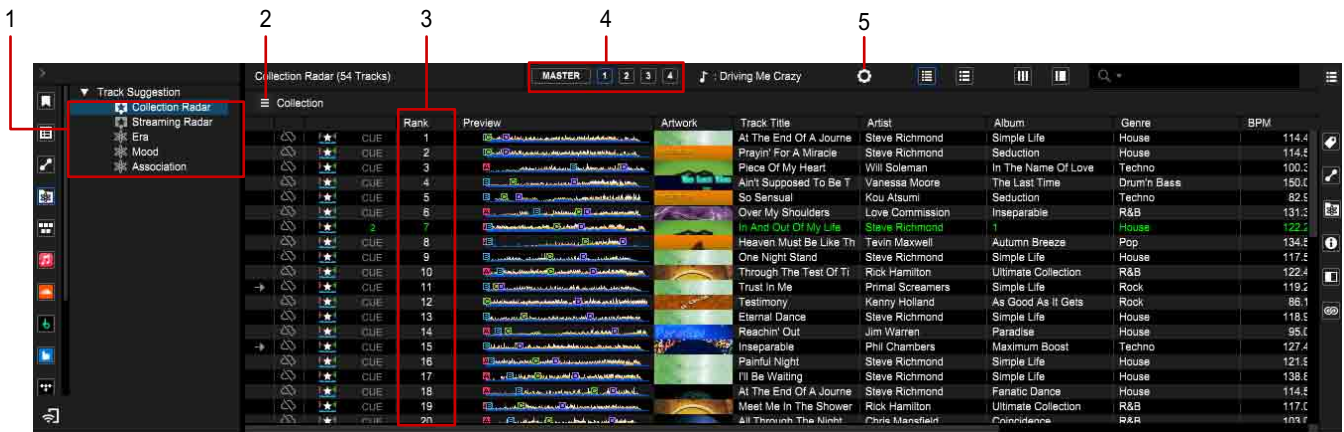 1 2 3 4 5
Collection Radar (54 Tracks) MASTER 1 2 3 4 : Driving Me Crazy
Track Suggestion
Collection Radar
Streaming Radar
Era
Mood
Association
Collection
Rank Preview Artwork Track Title Artist Album Genre BPM
CUE 1 At The End Of A Journe Steve Richmond Simple Life House 114.4
CUE 2 Prayin' For A Miracle Steve Richmond Seduction House 114.5
CUE 3 Piece Of My Heart Will Soleman In The Name Of Love Techno 100.3
CUE 4 Ain't Supposed To Be T Vanessa Moore The Last Time Drum'n Bass 150.0
CUE 5 So Sensual Kou Atsumi Seduction Techno 82.9
CUE 6 Over My Shoulders Love Commission Inseparable R&B 131.3
2 7 In And Out Of My Life Steve Richmond 1 House 122.2
CUE 8 Heaven Must Be Like Th Tevin Maxwell Autumn Breeze Pop 134.5
CUE 9 One Night Stand Steve Richmond Simple Life House 117.5
CUE 10 Through The Test Of Ti Rick Hamilton Ultimate Collection R&B 122.4
CUE 11 Trust In Me Primal Screamers Simple Life Rock 119.2
CUE 12 Testimony Kenny Holland As Good As It Gets Rock 86.1
CUE 13 Eternal Dance Steve Richmond Simple Life House 118.9
CUE 14 Reachin' Out Jim Warren Paradise House 95.0
CUE 15 Inseparable Phil Chambers Maximum Boost Techno 127.4
CUE 16 Painful Night Steve Richmond Simple Life House 121.9
CUE 17 I'll Be Waiting Steve Richmond Simple Life House 138.8
CUE 18 At The End Of A Journe Steve Richmond Fanatic Dance House 114.5
CUE 19 Meet Me In The Shower Rick Hamilton Ultimate Collection R&B 117.0
CUE 20 All Through The Night Chris Mansfield Coincidence R&B 103.0